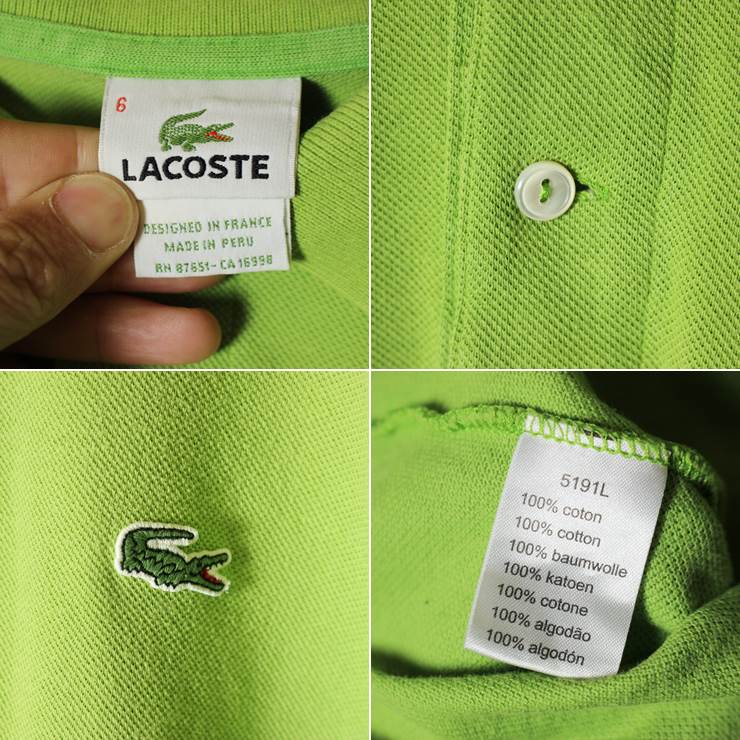 6
LACOSTE
DESIGNED IN FRANCE
MADE IN PERU
RN 87651-CA 16998
5191L
100% coton
100% cotton
100% baumwolle
100% katoen
100% cotone
100% algodão
100% algodón